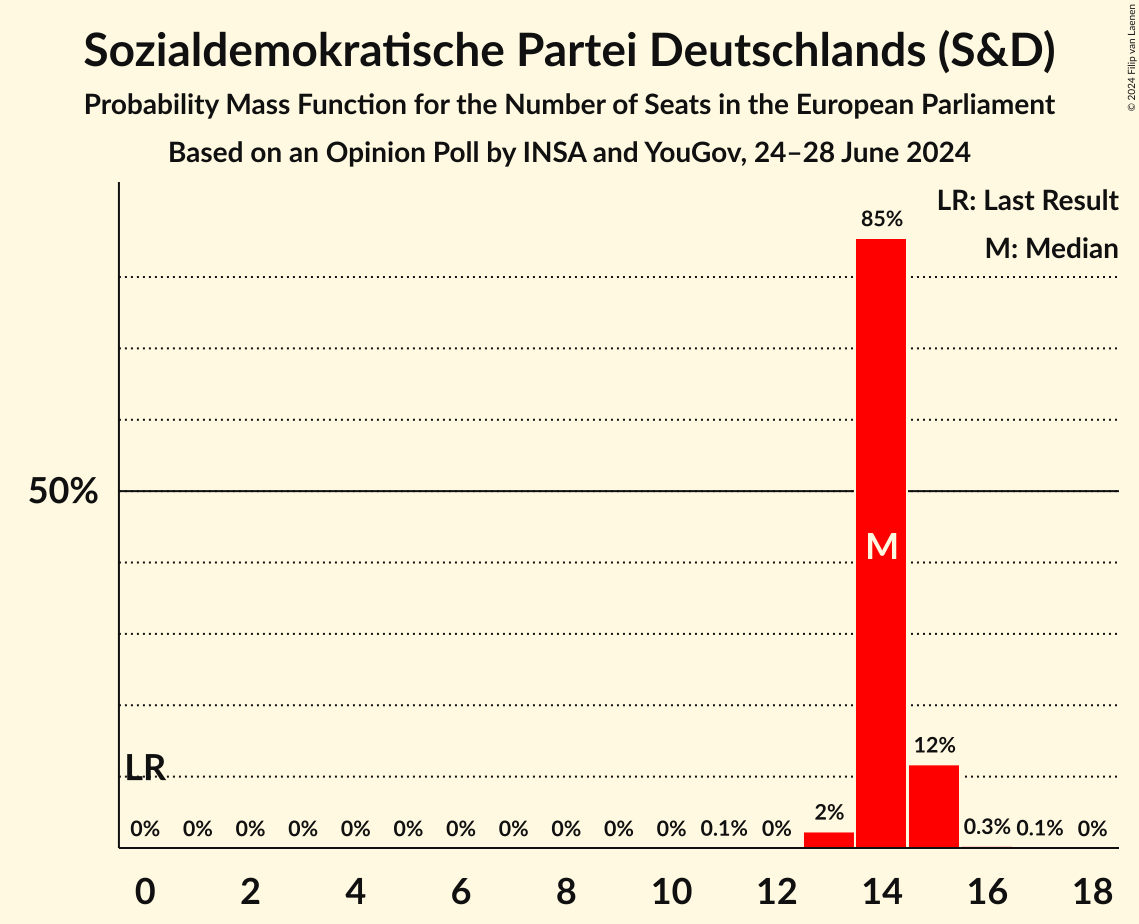 Sozialdemokratische Partei Deutschlands (S&D)
Probability Mass Function for the Number of Seats in the European Parliament
Based on an Opinion Poll by INSA and YouGov, 24–28 June 2024
© 2024 Filip van Laenen
LR: Last Result
M: Median
85%
50%
M
LR
12%
2%
0% 0% 0% 0% 0% 0% 0% 0% 0% 0% 0% 0.1% 0% 0.3% 0.1% 0%
0 2 4 6 8 10 12 14 16 18